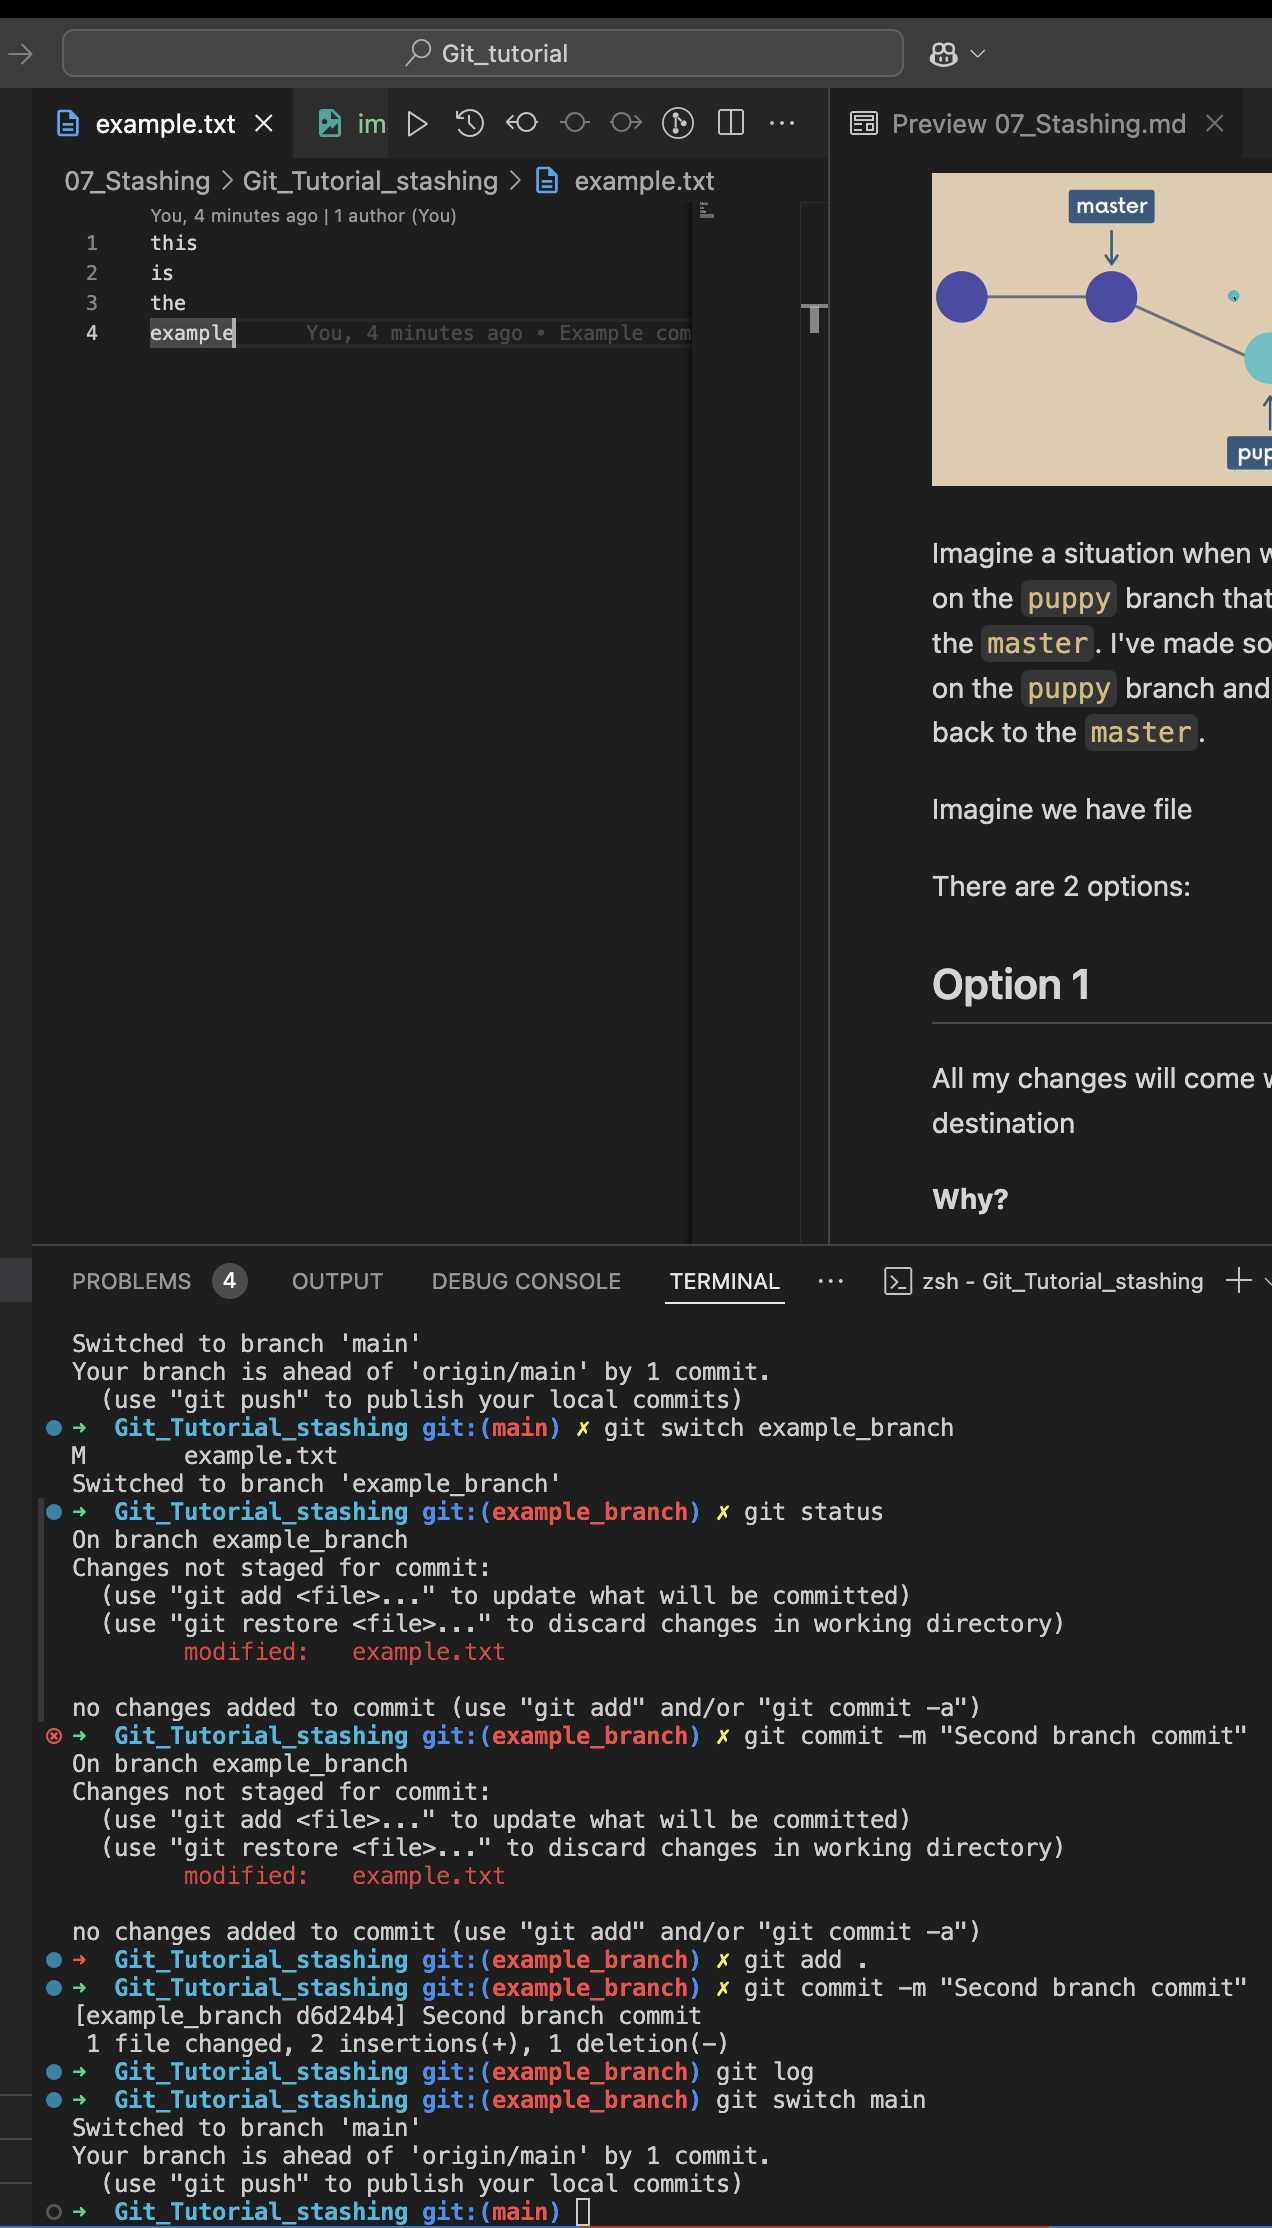 Git_tutorial
example.txt
im
Preview 07_Stashing.md
07_Stashing > Git_Tutorial_stashing > example.txt
You, 4 minutes ago | 1 author (You)
1 this
2 is
3 the
4 example You, 4 minutes ago • Example com
master
pup
Imagine a situation when w
on the puppy branch that
the master. I've made so
on the puppy branch and
back to the master.
Imagine we have file
There are 2 options:
Option 1
All my changes will come w
destination
Why?
PROBLEMS 4 OUTPUT DEBUG CONSOLE TERMINAL ... zsh - Git_Tutorial_stashing
Switched to branch 'main'
Your branch is ahead of 'origin/main' by 1 commit.
(use "git push" to publish your local commits)
➜ Git_Tutorial_stashing git:(main) ✗ git switch example_branch
M example.txt
Switched to branch 'example_branch'
➜ Git_Tutorial_stashing git:(example_branch) ✗ git status
On branch example_branch
Changes not staged for commit:
(use "git add <file>..." to update what will be committed)
(use "git restore <file>..." to discard changes in working directory)
modified: example.txt
no changes added to commit (use "git add" and/or "git commit -a")
➜ Git_Tutorial_stashing git:(example_branch) ✗ git commit -m "Second branch commit"
On branch example_branch
Changes not staged for commit:
(use "git add <file>..." to update what will be committed)
(use "git restore <file>..." to discard changes in working directory)
modified: example.txt
no changes added to commit (use "git add" and/or "git commit -a")
➜ Git_Tutorial_stashing git:(example_branch) ✗ git add .
➜ Git_Tutorial_stashing git:(example_branch) ✗ git commit -m "Second branch commit"
[example_branch d6d24b4] Second branch commit
1 file changed, 2 insertions(+), 1 deletion(-)
➜ Git_Tutorial_stashing git:(example_branch) git log
➜ Git_Tutorial_stashing git:(example_branch) git switch main
Switched to branch 'main'
Your branch is ahead of 'origin/main' by 1 commit.
(use "git push" to publish your local commits)
➜ Git_Tutorial_stashing git:(main)